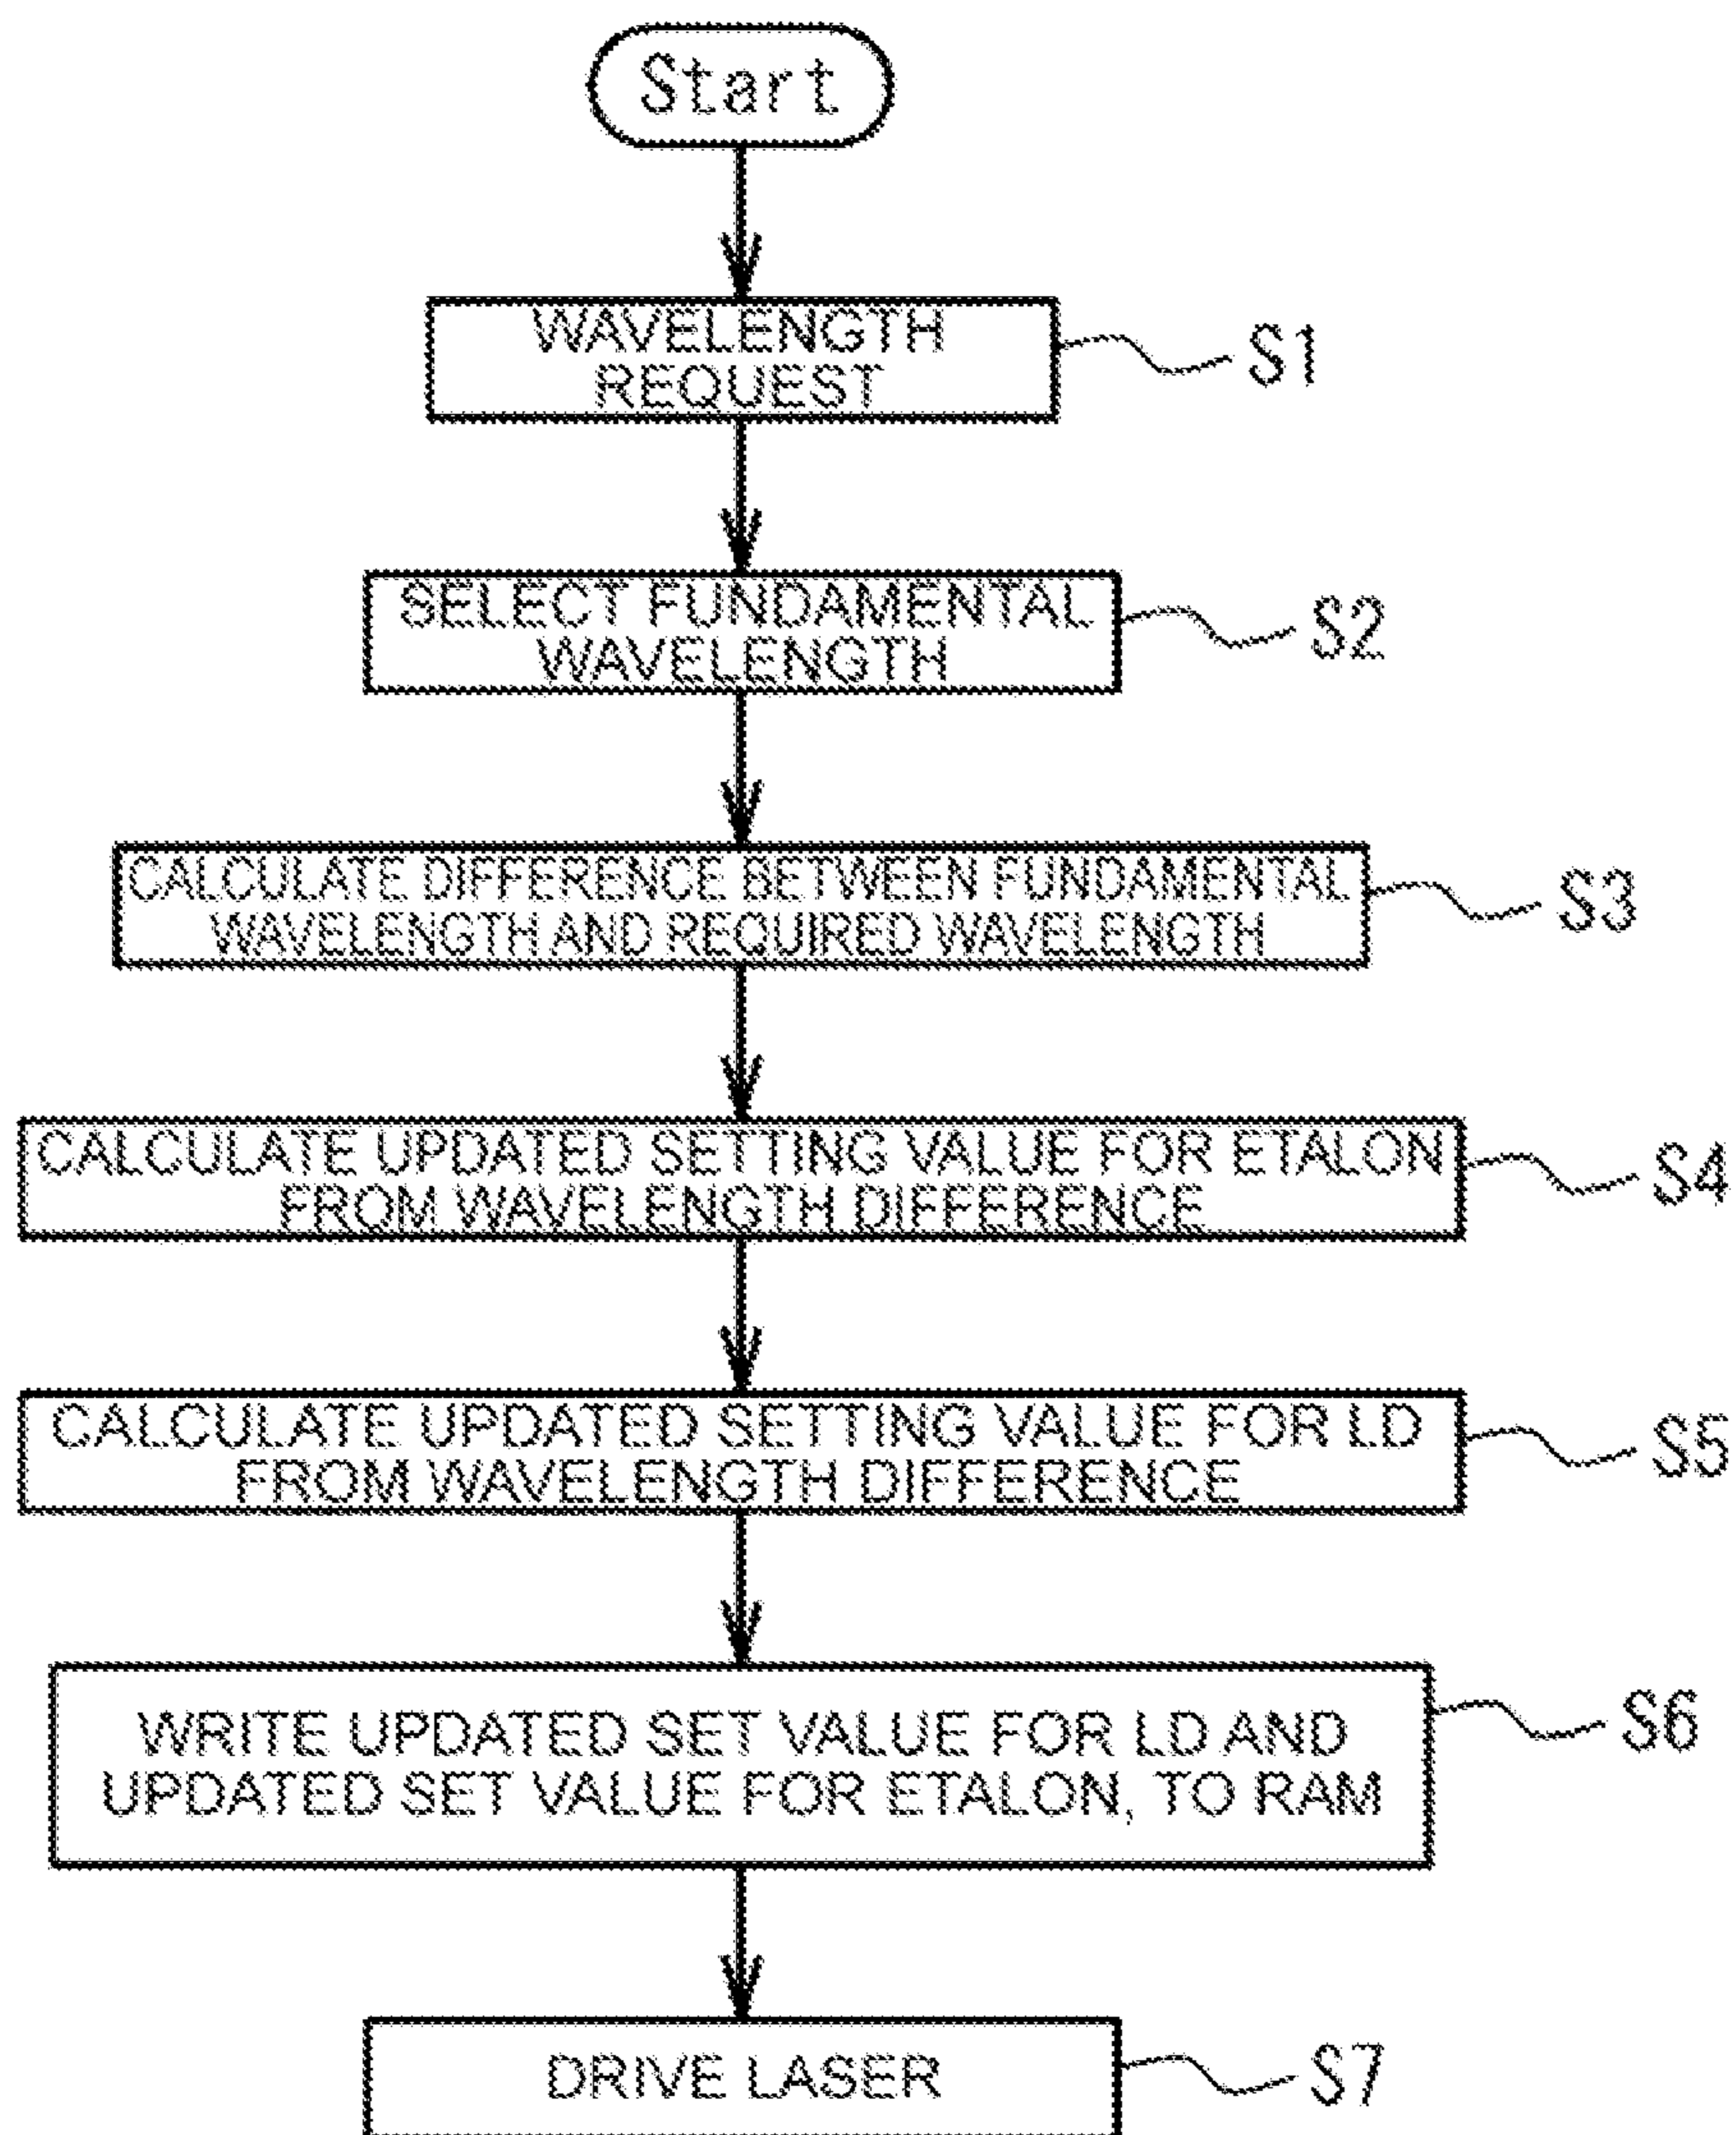 Start
WAVELENGTH
REQUEST
S1
SELECT FUNDAMENTAL
WAVELENGTH
S2
CALCULATE DIFFERENCE BETWEEN FUNDAMENTAL
WAVELENGTH AND REQUIRED WAVELENGTH
S3
CALCULATE UPDATED SETTING VALUE FOR ETALON
FROM WAVELENGTH DIFFERENCE
S4
CALCULATE UPDATED SETTING VALUE FOR LD
FROM WAVELENGTH DIFFERENCE
S5
WRITE UPDATED SET VALUE FOR LD AND
UPDATED SET VALUE FOR ETALON, TO RAM
S6
DRIVE LASER
S7